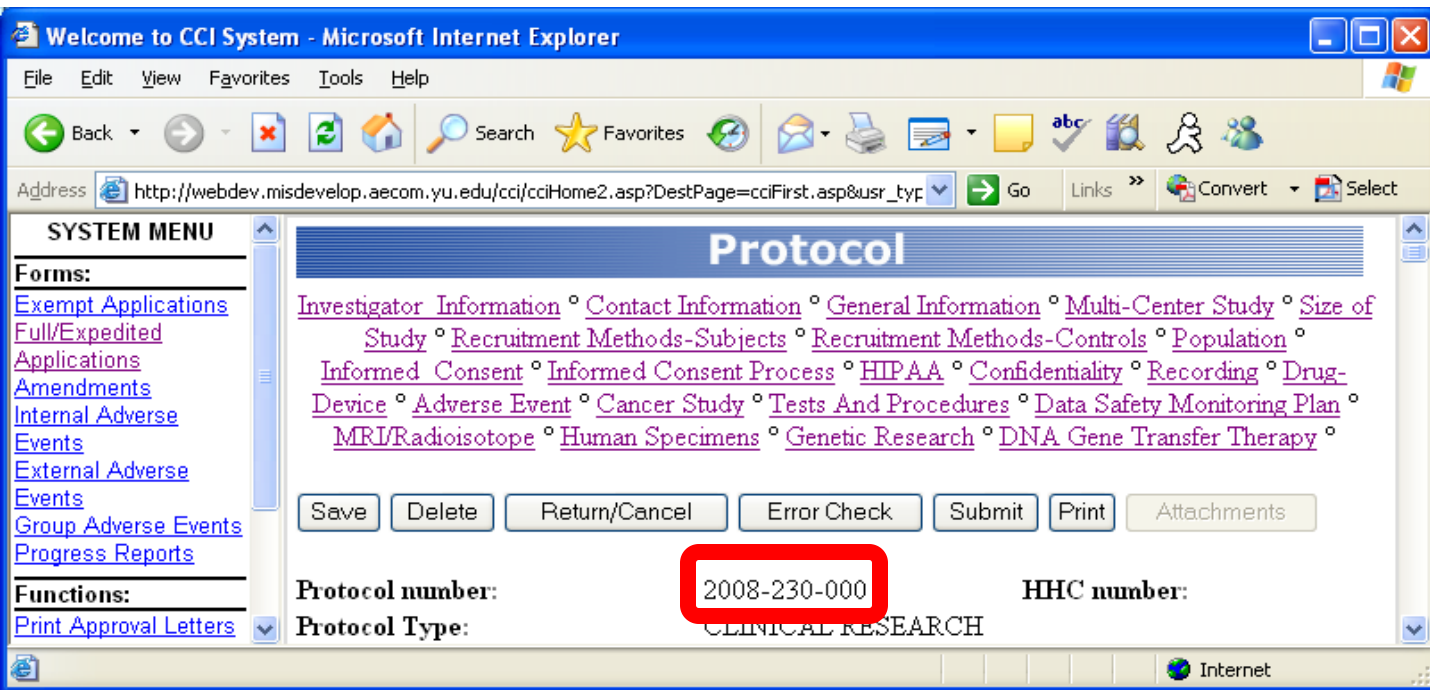 Welcome to CCI System - Microsoft Internet Explorer
File Edit View Favorites Tools Help
Back Search Favorites abc
Address http://webdev.misdevelop.aecom.yu.edu/cci/cciHome2.asp?DestPage=cciFirst.asp&usr_typ Go Links » Convert Select
SYSTEM MENU
Forms:
Exempt Applications
Full/Expedited
Applications
Amendments
Internal Adverse
Events
External Adverse
Events
Group Adverse Events
Progress Reports
Functions:
Print Approval Letters
Protocol
Investigator Information ° Contact Information ° General Information ° Multi-Center Study ° Size of
Study ° Recruitment Methods-Subjects ° Recruitment Methods-Controls ° Population °
Informed Consent ° Informed Consent Process ° HIPAA ° Confidentiality ° Recording ° Drug-
Device ° Adverse Event ° Cancer Study ° Tests And Procedures ° Data Safety Monitoring Plan °
MRI/Radioisotope ° Human Specimens ° Genetic Research ° DNA Gene Transfer Therapy °
Save Delete Return/Cancel Error Check Submit Print Attachments
Protocol number: 2008-230-000 HHC number:
Protocol Type: CLINICAL RESEARCH
Internet